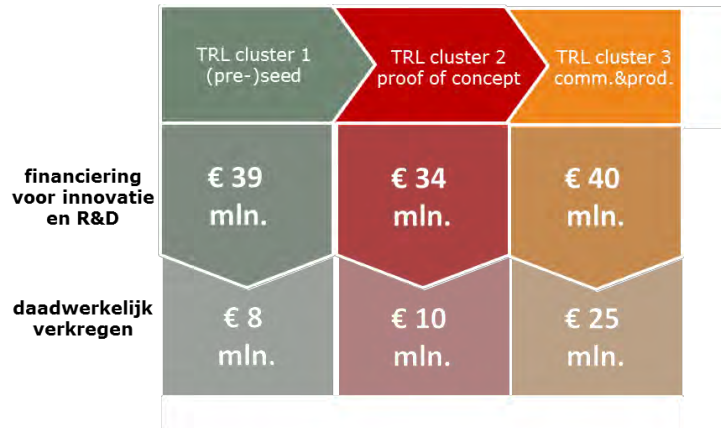 TRL cluster 1
(pre-)seed
TRL cluster 2
proof of concept
TRL cluster 3
comm.&prod.
financiering
voor innovatie
en R&D
€ 39
mln.
€ 34
mln.
€ 40
mln.
daadwerkelijk
verkregen
€ 8
mln.
€ 10
mln.
€ 25
mln.